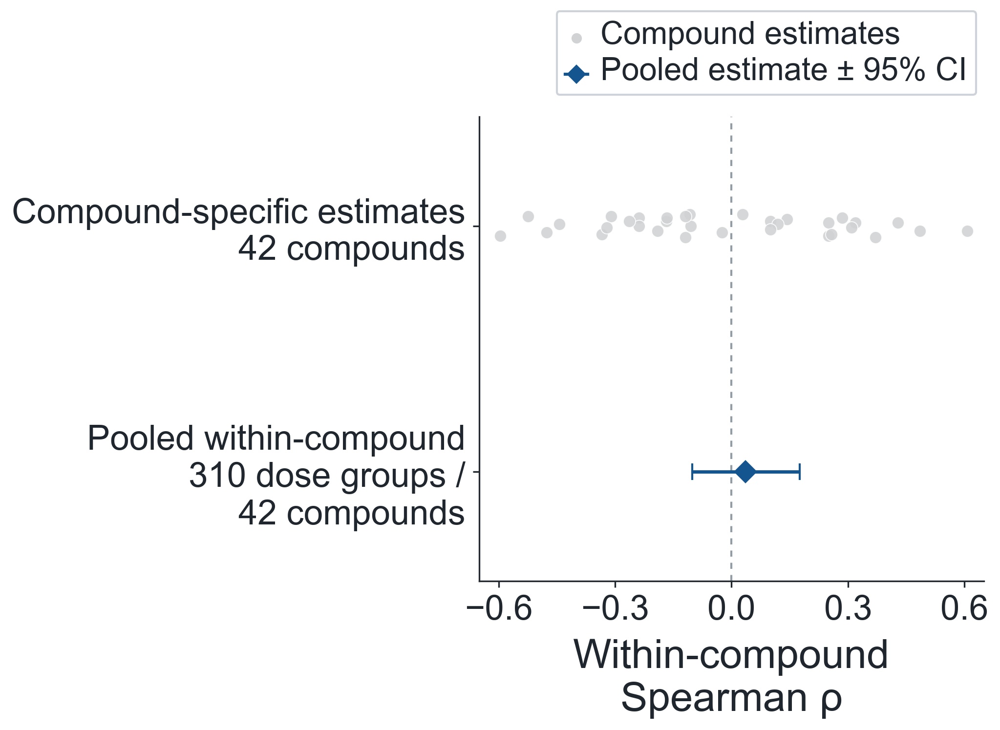 Compound estimates
Pooled estimate ± 95% CI
Compound-specific estimates
42 compounds
Pooled within-compound
310 dose groups /
42 compounds
−0.6 −0.3 0.0 0.3 0.6
Within-compound
Spearman ρ